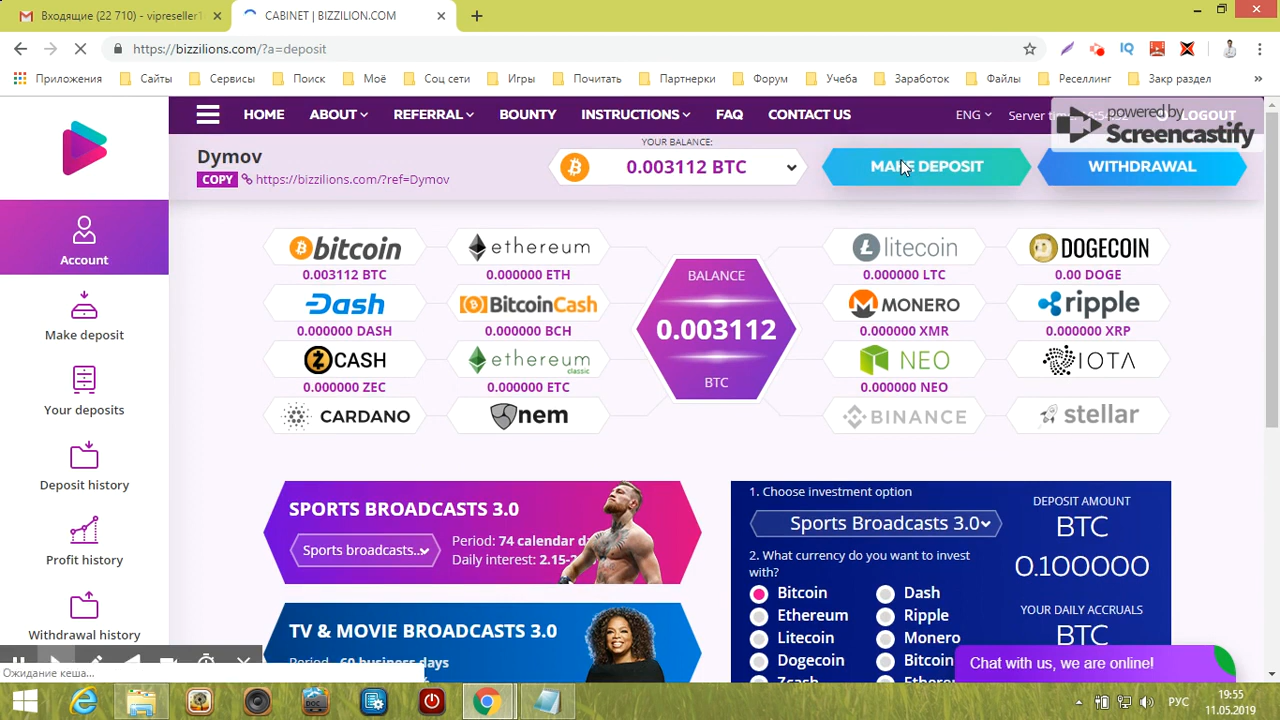 Входящие (22 710) - vipreseller1
CABINET | BIZZILION.COM
https://bizzilions.com/?a=deposit
Приложения Сайты Сервисы Поиск Моё Соц сети Игры Почитать Партнерки Форум Учеба Заработок Файлы Реселлинг Закр раздел »
HOME ABOUT REFERRAL BOUNTY INSTRUCTIONS FAQ CONTACT US ENG Server LOGOUT
powered by
Screencastify
Dymov
COPY https://bizzilions.com/?ref=Dymov
YOUR BALANCE:
0.003112 BTC
MAKE DEPOSIT
WITHDRAWAL
Account
Make deposit
Your deposits
Deposit history
Profit history
Withdrawal history
bitcoin
0.003112 BTC
ethereum
0.000000 ETH
Dash
0.000000 DASH
BitcoinCash
0.000000 BCH
ZCASH
0.000000 ZEC
ethereum classic
0.000000 ETC
CARDANO
nem
BALANCE
0.003112
BTC
litecoin
0.000000 LTC
DOGECOIN
0.00 DOGE
MONERO
0.000000 XMR
ripple
0.000000 XRP
NEO
0.000000 NEO
IOTA
BINANCE
stellar
SPORTS BROADCASTS 3.0
Sports broadcasts...
Period: 74 calendar
Daily interest: 2.15-
TV & MOVIE BROADCASTS 3.0
Period 60 business days
1. Choose investment option
Sports Broadcasts 3.0
2. What currency do you want to invest
with?
Bitcoin Dash
Ethereum Ripple
Litecoin Monero
Dogecoin
DEPOSIT AMOUNT
BTC
0.100000
YOUR DAILY ACCRUALS
BTC
Chat with us, we are online!
Ожидание кеша...
DOC
РУС
19:55
11.05.2019